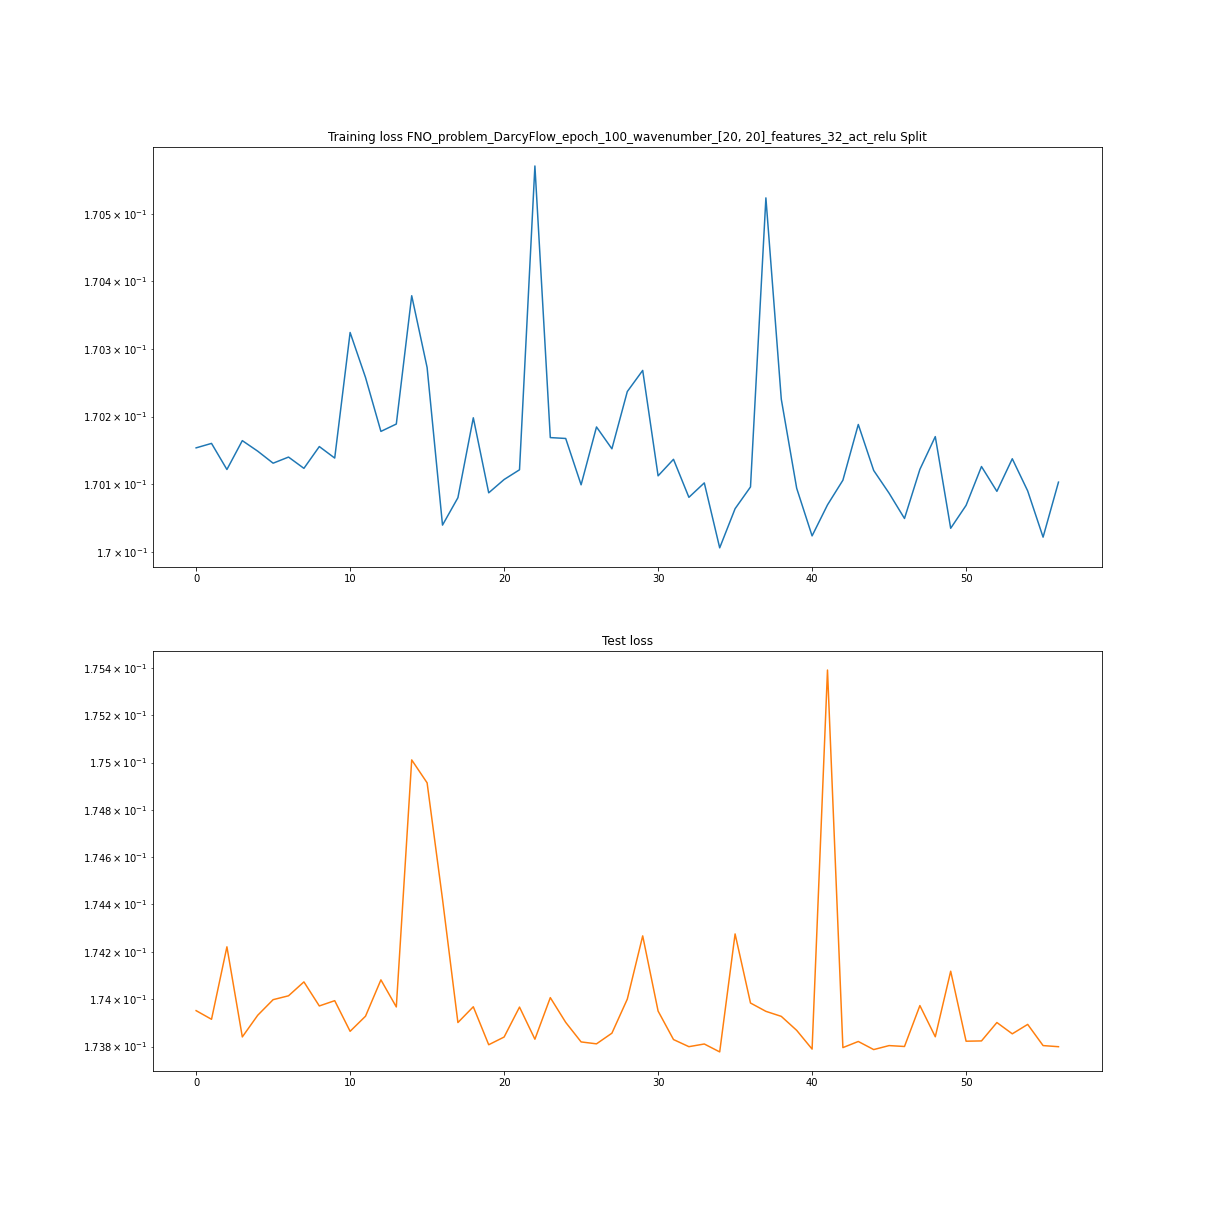 Training loss FNO_problem_DarcyFlow_epoch_100_wavenumber_[20, 20]_features_32_act_relu Split
1.705 × 10⁻¹
1.704 × 10⁻¹
1.703 × 10⁻¹
1.702 × 10⁻¹
1.701 × 10⁻¹
1.7 × 10⁻¹
0 10 20 30 40 50
Test loss
1.754 × 10⁻¹
1.752 × 10⁻¹
1.75 × 10⁻¹
1.748 × 10⁻¹
1.746 × 10⁻¹
1.744 × 10⁻¹
1.742 × 10⁻¹
1.74 × 10⁻¹
1.738 × 10⁻¹
0 10 20 30 40 50